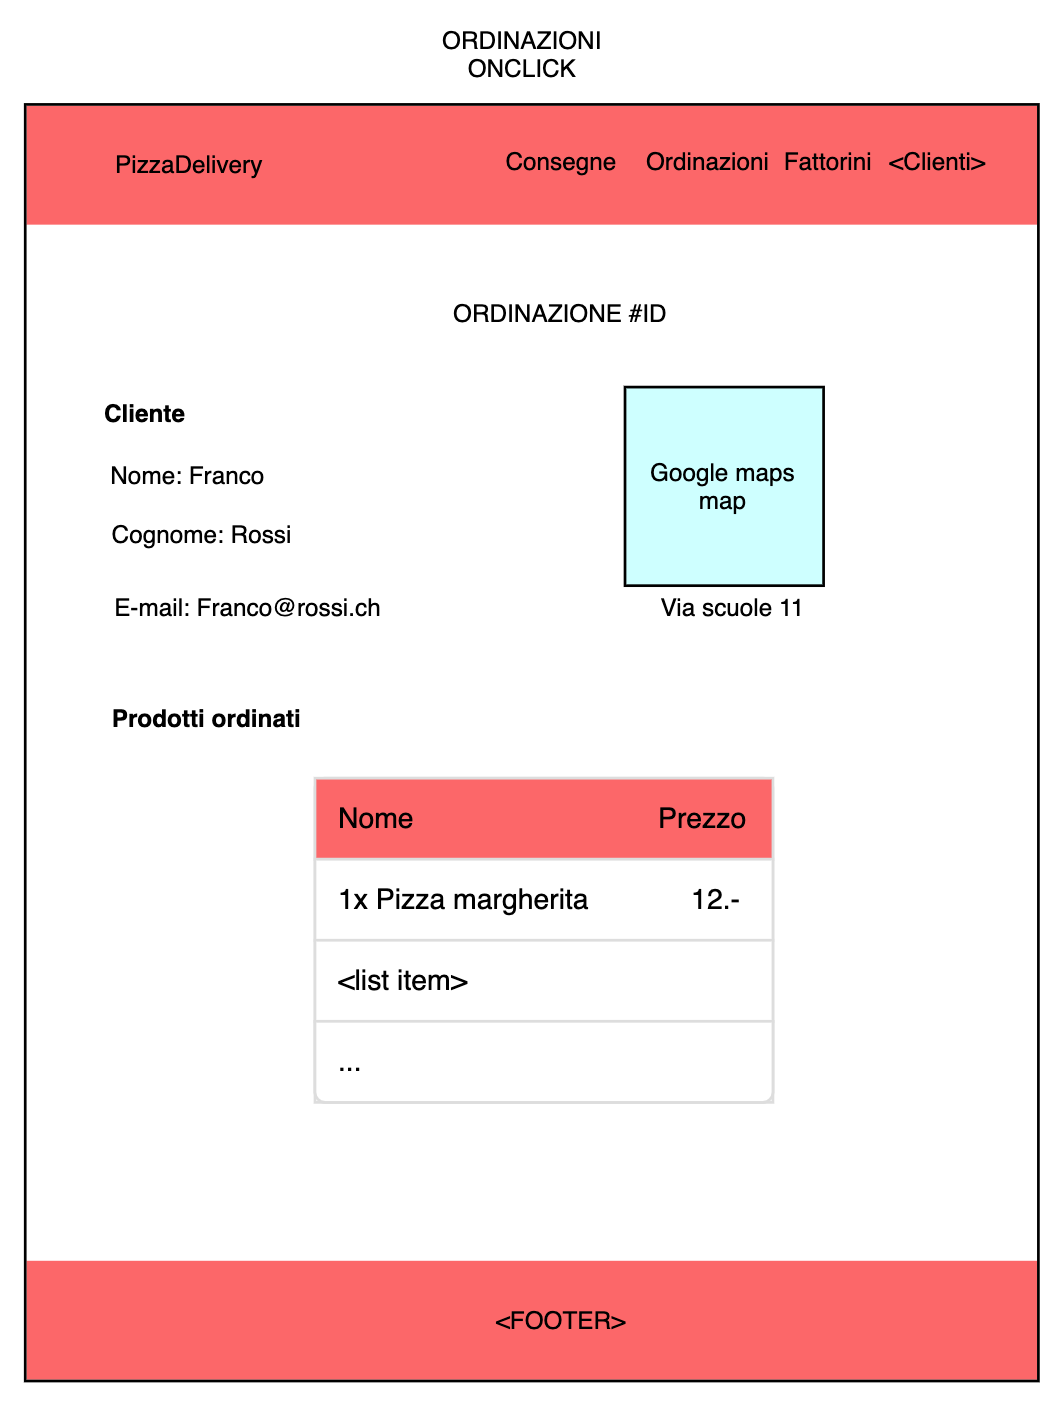 ORDINAZIONI
ONCLICK
PizzaDelivery Consegne Ordinazioni Fattorini <Clienti>
ORDINAZIONE #ID
Cliente
Nome: Franco
Cognome: Rossi
E-mail: Franco@rossi.ch
Google maps
map
Via scuole 11
Prodotti ordinati
Nome Prezzo
1x Pizza margherita 12.-
<list item>
...
<FOOTER>